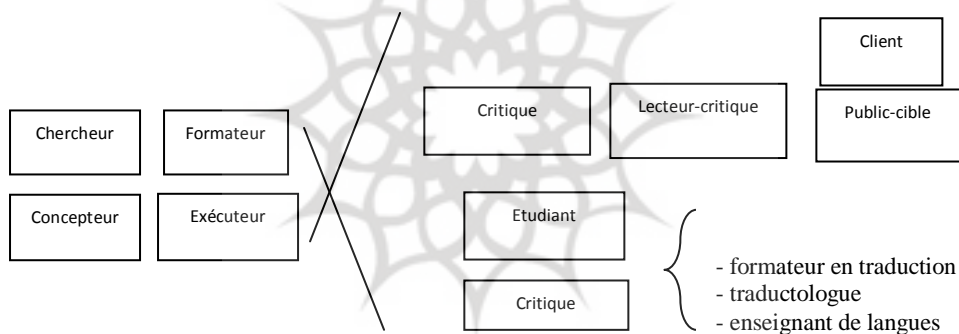 Client
Critique
Lecteur-critique
Public-cible
Chercheur
Formateur
Concepteur
Exécuteur
Etudiant
Critique
- formateur en traduction
- traductologue
- enseignant de langues